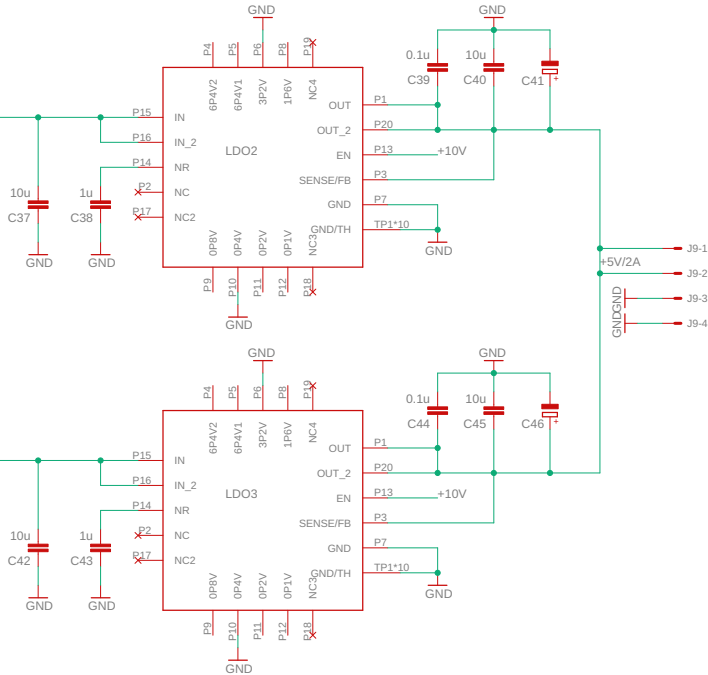 GND
GND
P4
P5
P6
P8
P19
0.1u
C39
10u
C40
C41
+
6P4V2
6P4V1
3P2V
1P6V
NC4
OUT
P1
P15
IN
OUT_2
P20
P16
IN_2
LDO2
EN
P13
+10V
P14
NR
SENSE/FB
P3
P2
NC
10u
C37
1u
C38
GND
P7
P17
NC2
GND/TH
TP1*10
0P8V
0P4V
0P2V
0P1V
NC3
GND
GND
GND
P9
P10
P11
P12
P18
GND
J9-1
+5V/2A
J9-2
GND
J9-3
GND
J9-4
GND
GND
P4
P5
P6
P8
P19
0.1u
C44
10u
C45
C46
+
6P4V2
6P4V1
3P2V
1P6V
NC4
OUT
P1
P15
IN
OUT_2
P20
P16
IN_2
LDO3
EN
P13
+10V
P14
NR
SENSE/FB
P3
P2
NC
10u
C42
1u
C43
GND
P7
P17
NC2
GND/TH
TP1*10
0P8V
0P4V
0P2V
0P1V
NC3
GND
GND
GND
P9
P10
P11
P12
P18
GND